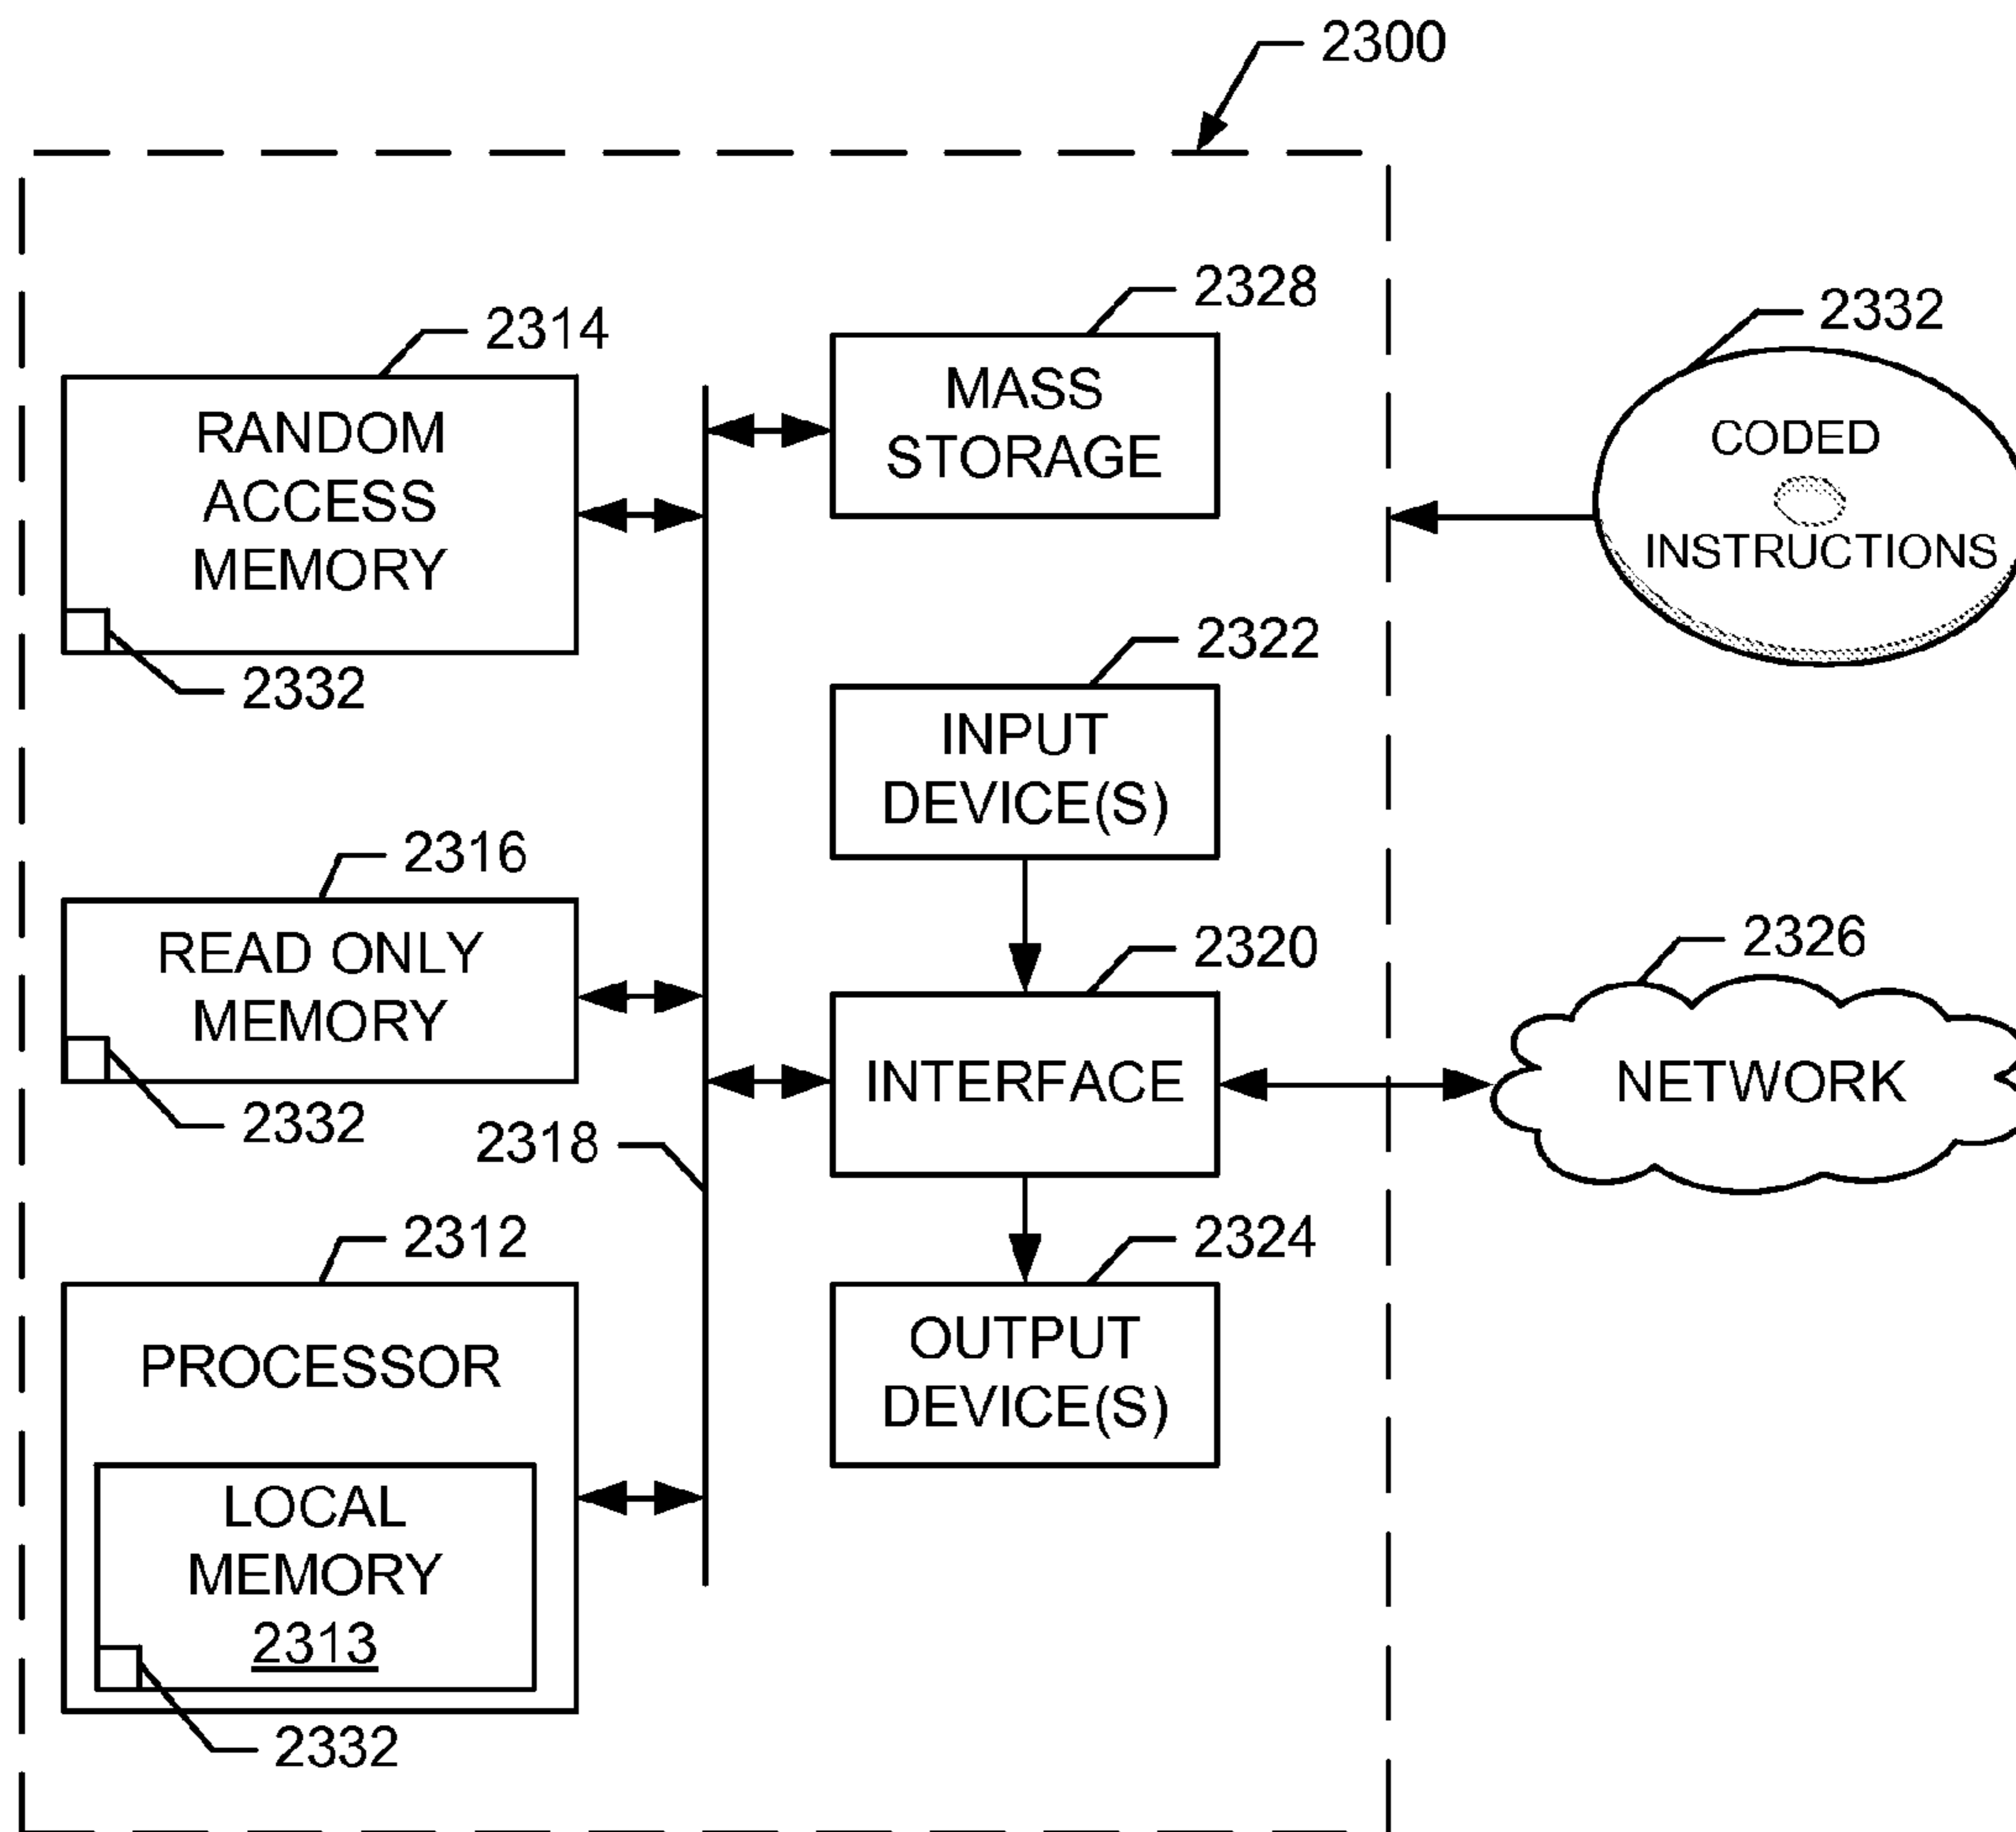 2300
2328
2314
2332
MASS
STORAGE
RANDOM
ACCESS
MEMORY
CODED
INSTRUCTIONS
2332
2322
INPUT
DEVICE(S)
2316
2320
2326
READ ONLY
MEMORY
INTERFACE
NETWORK
2332
2318
2312
2324
PROCESSOR
OUTPUT
DEVICE(S)
LOCAL
MEMORY
2313
2332